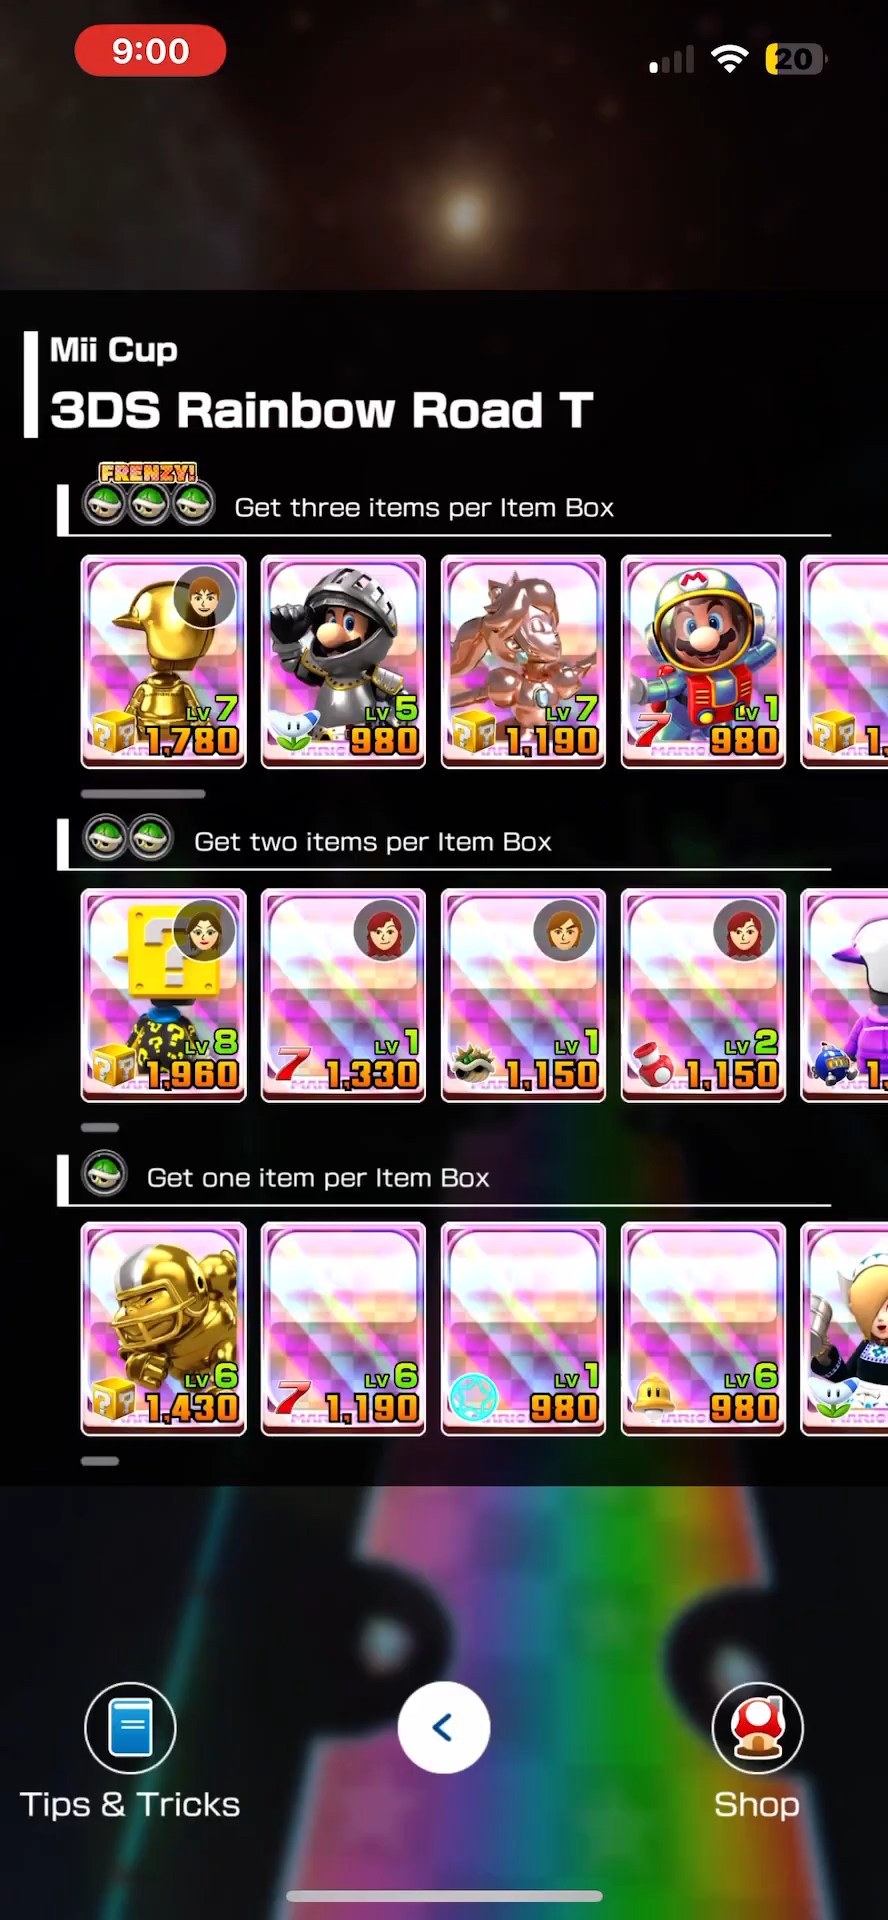 9:00
20
Mii Cup
3DS Rainbow Road T
FRENZY!
Get three items per Item Box
LV 7
1,780
LV 5
980
LV 7
1,190
LV 1
980
1,
Get two items per Item Box
LV 8
1,960
LV 1
1,330
LV 1
1,150
LV 2
1,150
1,
Get one item per Item Box
LV 6
1,430
LV 6
1,190
LV 1
980
LV 6
980
Tips & Tricks
Shop